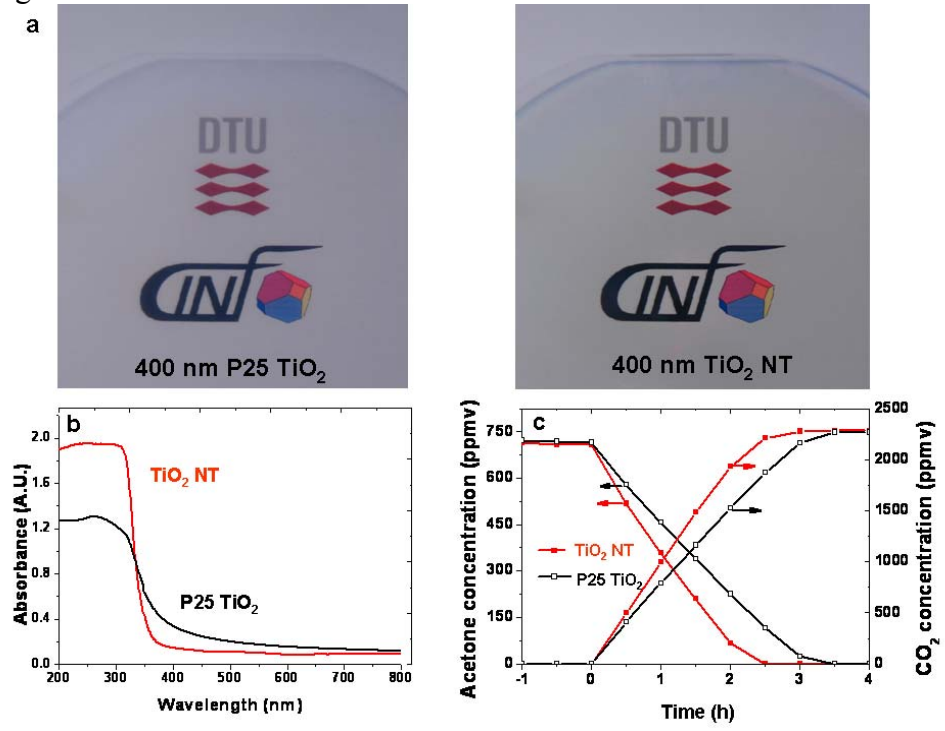 a
DTU
CINF
400 nm P25 TiO₂
DTU
CINF
400 nm TiO₂ NT
b
2.0
1.6
1.2
0.8
0.4
0.0
Absorbance (A.U.)
TiO₂ NT
P25 TiO₂
200 300 400 500 600 700 800
Wavelength (nm)
c
750
600
450
300
150
0
Acetone concentration (ppmv)
2500
2000
1500
1000
500
0
CO₂ concentration (ppmv)
TiO₂ NT
P25 TiO₂
-1 0 1 2 3 4
Time (h)